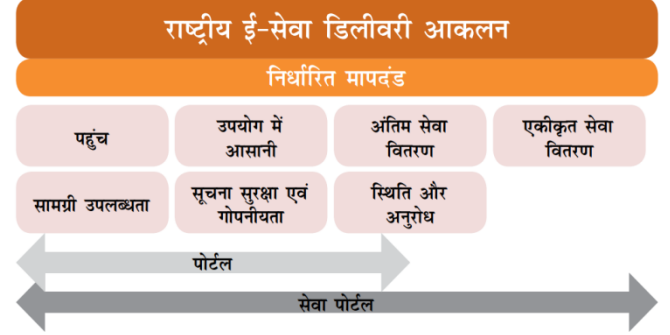 राष्ट्रीय ई-सेवा डिलीवरी आकलन
निर्धारित मापदंड
पहुंच
उपयोग में
आसानी
अंतिम सेवा
वितरण
एकीकृत सेवा
वितरण
सामग्री उपलब्धता
सूचना सुरक्षा एवं
गोपनीयता
स्थिति और
अनुरोध
पोर्टल
सेवा पोर्टल